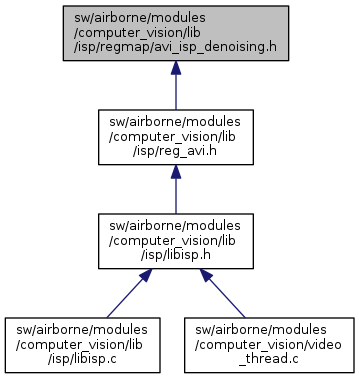 sw/airborne/modules
/computer_vision/lib
/isp/regmap/avi_isp_denoising.h
sw/airborne/modules
/computer_vision/lib
/isp/reg_avi.h
sw/airborne/modules
/computer_vision/lib
/isp/libisp.h
sw/airborne/modules
/computer_vision/lib
/isp/libisp.c
sw/airborne/modules
/computer_vision/video
_thread.c